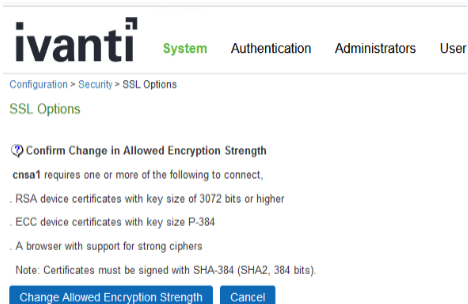 ivanti
System Authentication Administrators User
Configuration > Security > SSL Options
SSL Options
Confirm Change in Allowed Encryption Strength
cnsa1 requires one or more of the following to connect,
. RSA device certificates with key size of 3072 bits or higher
. ECC device certificates with key size P-384
. A browser with support for strong ciphers
Note: Certificates must be signed with SHA-384 (SHA2, 384 bits).
Change Allowed Encryption Strength Cancel